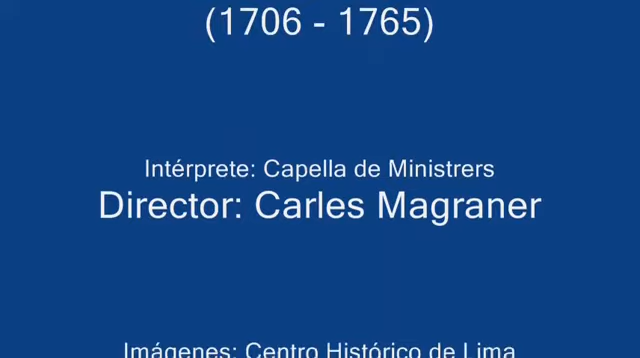 (1706 - 1765)
Intérprete: Capella de Ministrers
Director: Carles Magraner
Imágenes: Centro Histórico de Lima